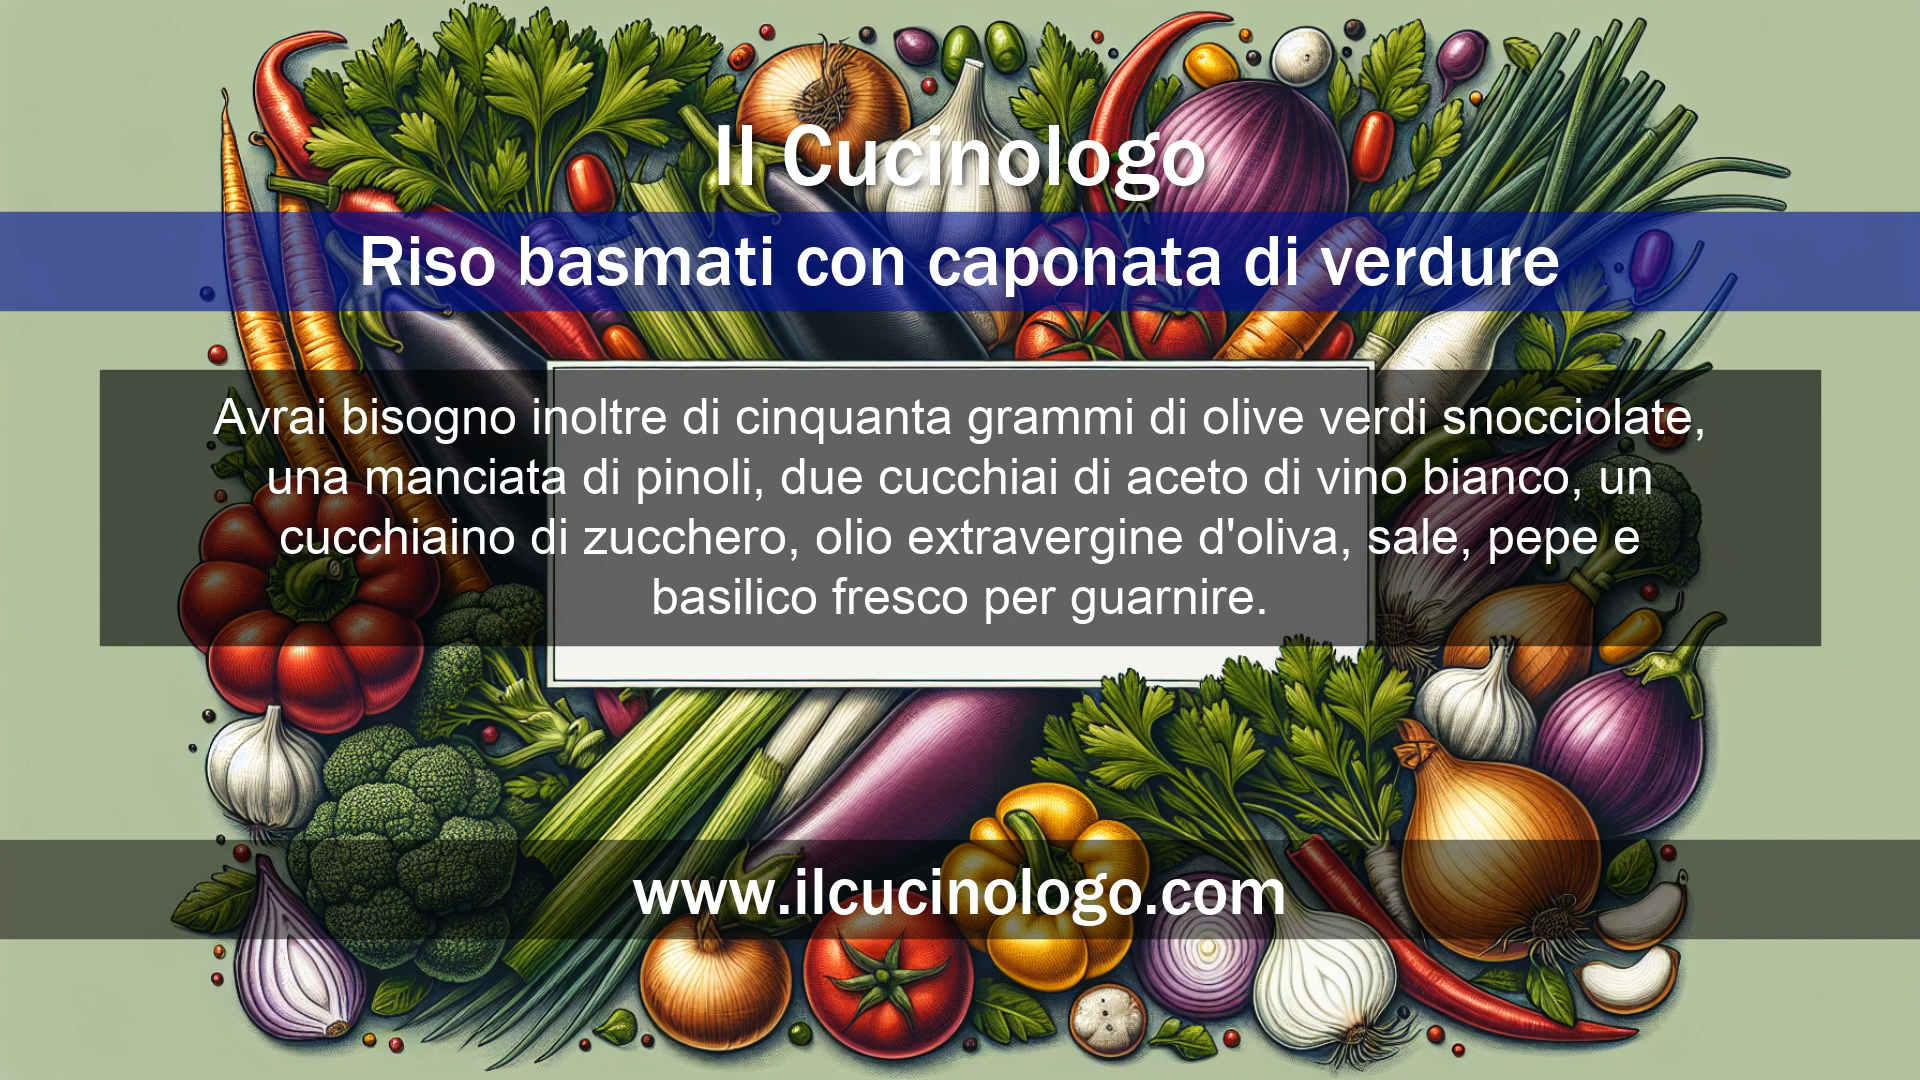 Il Cucinologo
Riso basmati con caponata di verdure
Avrai bisogno inoltre di cinquanta grammi di olive verdi snocciolate,
una manciata di pinoli, due cucchiai di aceto di vino bianco, un
cucchiaino di zucchero, olio extravergine d'oliva, sale, pepe e
basilico fresco per guarnire.
www.ilcucinologo.com